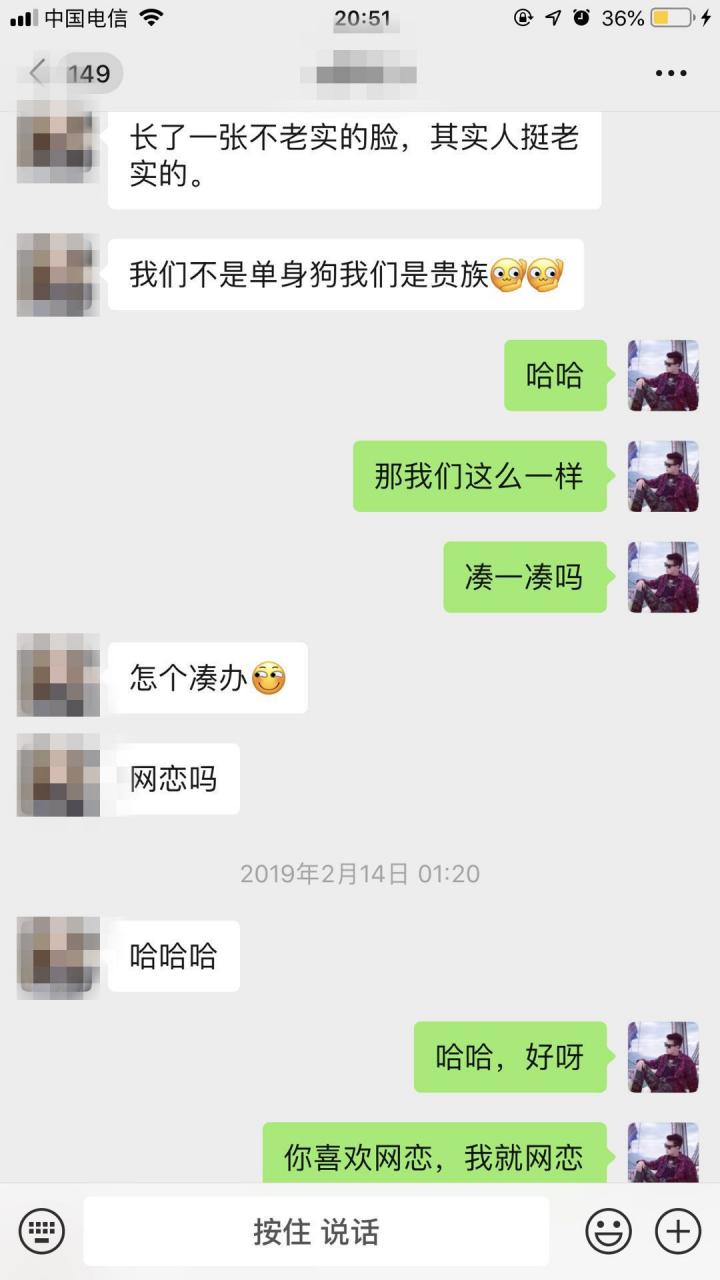 中国电信
20:51
36%
149
长了一张不老实的脸，其实人挺老
实的。
我们不是单身狗我们是贵族
哈哈
那我们这么一样
凑一凑吗
怎个凑办
网恋吗
2019年2月14日 01:20
哈哈哈
哈哈，好呀
你喜欢网恋，我就网恋
按住 说话